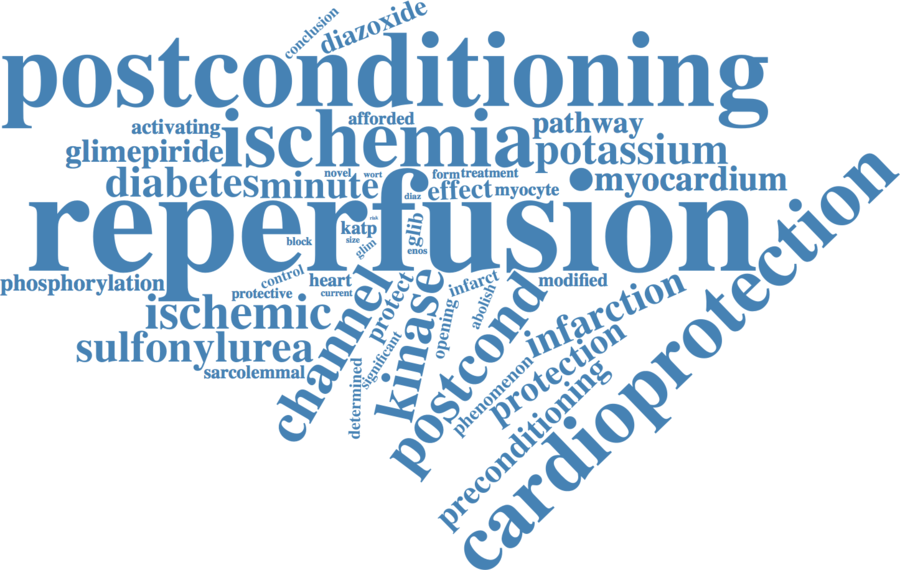 conclusion
diazoxide
postconditioning
activating
afforded
ischemia
pathway
glimepiride
potassium
diabetes
minute
novel
wort
form
treatment
effect
myocyte
myocardium
diaz
reperfusion
risk
katp
size
block
glim
glib
enos
cardioprotection
phosphorylation
control
heart
protective
current
modified
ischemic
sulfonylurea
sarcolemmal
channel
protect
significant
determined
kinase
opening
infarct
abolish
postcond
phenomenon
infarction
protection
preconditioning